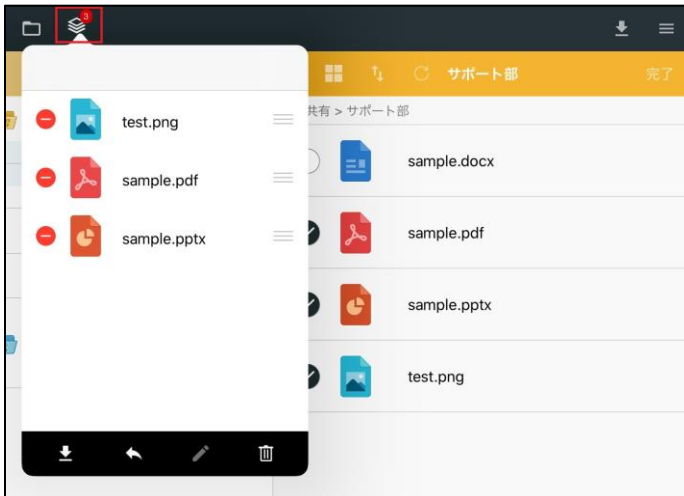 3
サポート部
完了
共有 > サポート部
test.png
sample.pdf
sample.pptx
sample.docx
sample.pdf
sample.pptx
test.png